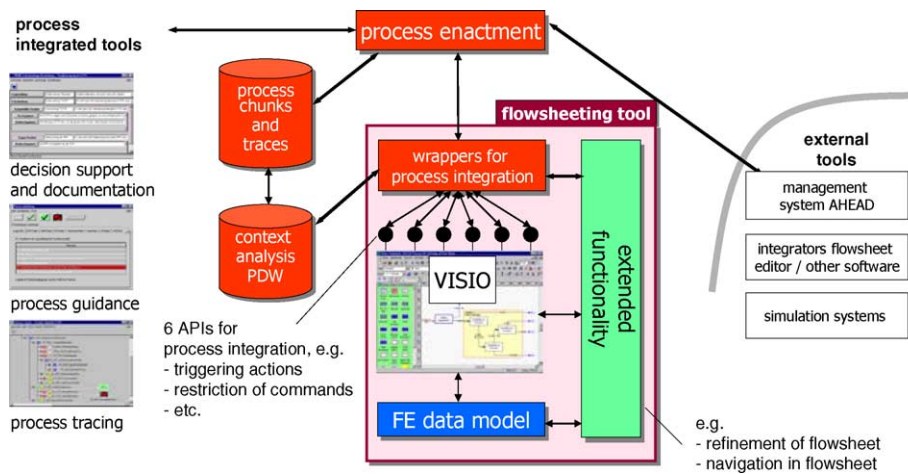 process
integrated tools
process enactment
process
chunks
and
traces
flowsheeting tool
decision support
and documentation
wrappers for
process integration
external
tools
management
system AHEAD
context
analysis
PDW
extended
functionality
integrators flowsheet
editor / other software
VISIO
process guidance
simulation systems
6 APIs for
process integration, e.g.
- triggering actions
- restriction of commands
- etc.
process tracing
FE data model
e.g.
- refinement of flowsheet
- navigation in flowsheet